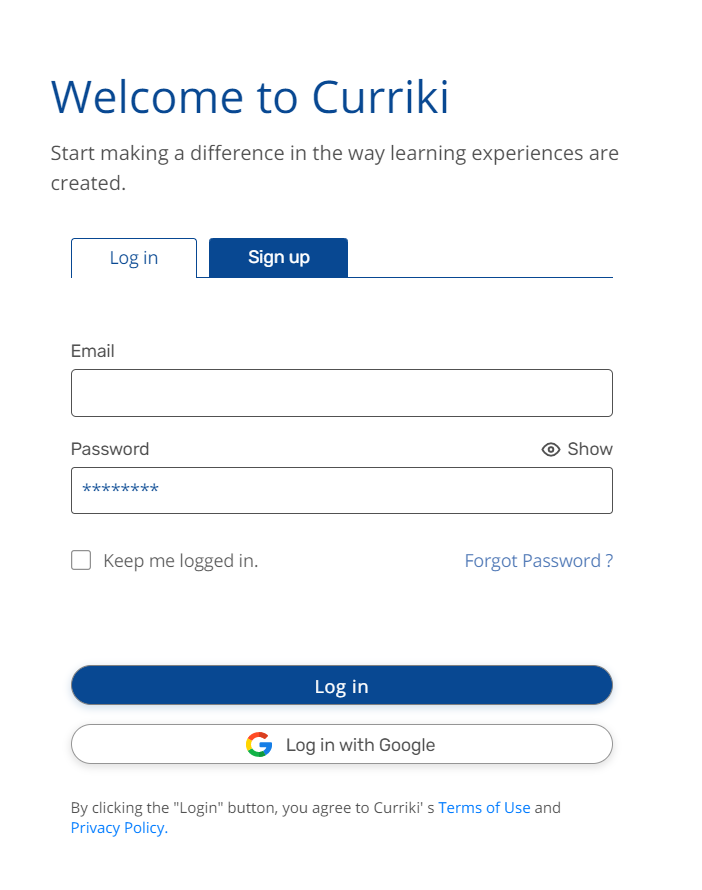 Welcome to Curriki
Start making a difference in the way learning experiences are
created.
Log in
Sign up
Email
Password
Show
********
Keep me logged in.
Forgot Password ?
Log in
Log in with Google
By clicking the "Login" button, you agree to Curriki' s Terms of Use and
Privacy Policy.